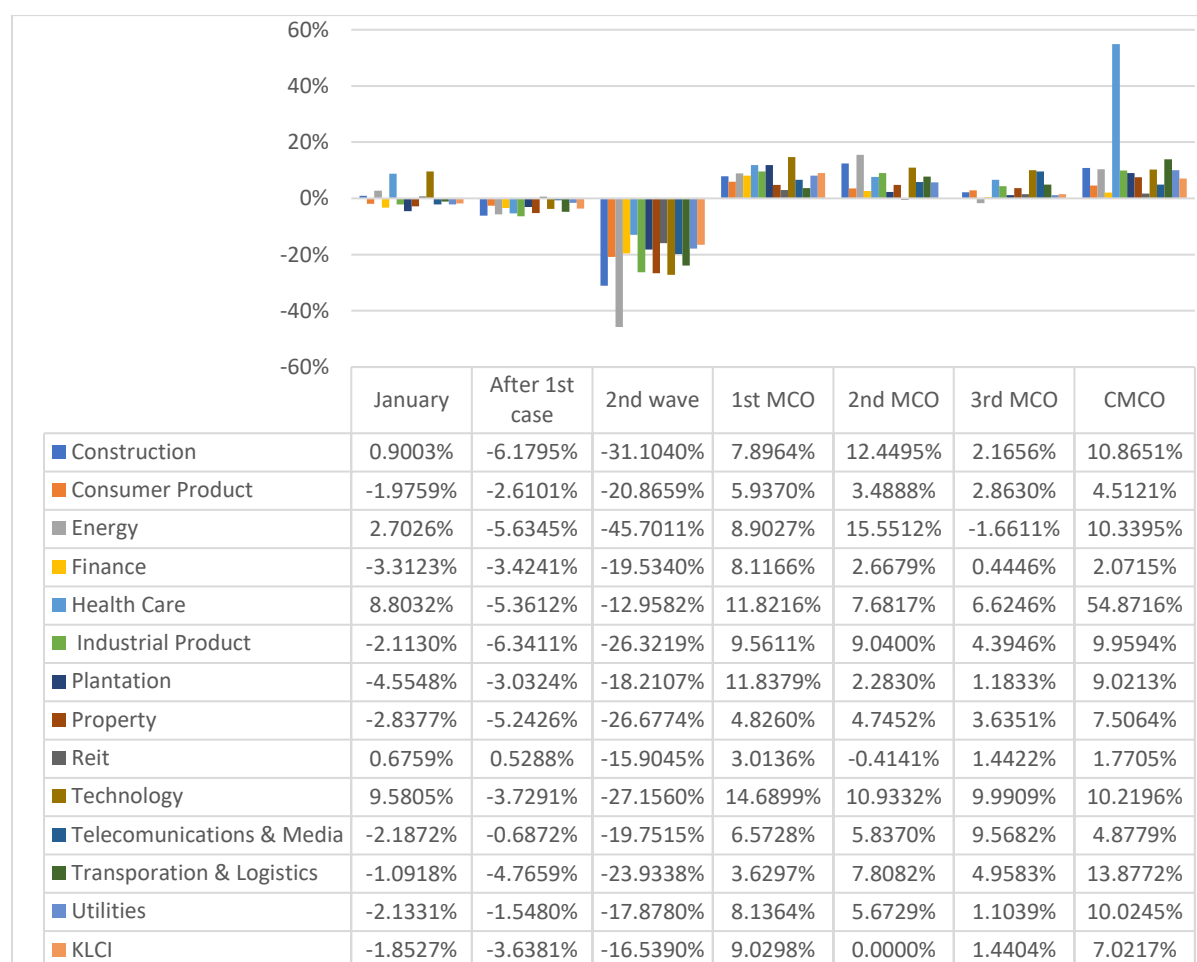 60%
40%
20%
0%
-20%
-40%
-60%
January After 1st case 2nd wave 1st MCO 2nd MCO 3rd MCO CMCO
Construction 0.9003% -6.1795% -31.1040% 7.8964% 12.4495% 2.1656% 10.8651%
Consumer Product -1.9759% -2.6101% -20.8659% 5.9370% 3.4888% 2.8630% 4.5121%
Energy 2.7026% -5.6345% -45.7011% 8.9027% 15.5512% -1.6611% 10.3395%
Finance -3.3123% -3.4241% -19.5340% 8.1166% 2.6679% 0.4446% 2.0715%
Health Care 8.8032% -5.3612% -12.9582% 11.8216% 7.6817% 6.6246% 54.8716%
Industrial Product -2.1130% -6.3411% -26.3219% 9.5611% 9.0400% 4.3946% 9.9594%
Plantation -4.5548% -3.0324% -18.2107% 11.8379% 2.2830% 1.1833% 9.0213%
Property -2.8377% -5.2426% -26.6774% 4.8260% 4.7452% 3.6351% 7.5064%
Reit 0.6759% 0.5288% -15.9045% 3.0136% -0.4141% 1.4422% 1.7705%
Technology 9.5805% -3.7291% -27.1560% 14.6899% 10.9332% 9.9909% 10.2196%
Telecomunications & Media -2.1872% -0.6872% -19.7515% 6.5728% 5.8370% 9.5682% 4.8779%
Transporation & Logistics -1.0918% -4.7659% -23.9338% 3.6297% 7.8082% 4.9583% 13.8772%
Utilities -2.1331% -1.5480% -17.8780% 8.1364% 5.6729% 1.1039% 10.0245%
KLCI -1.8527% -3.6381% -16.5390% 9.0298% 0.0000% 1.4404% 7.0217%